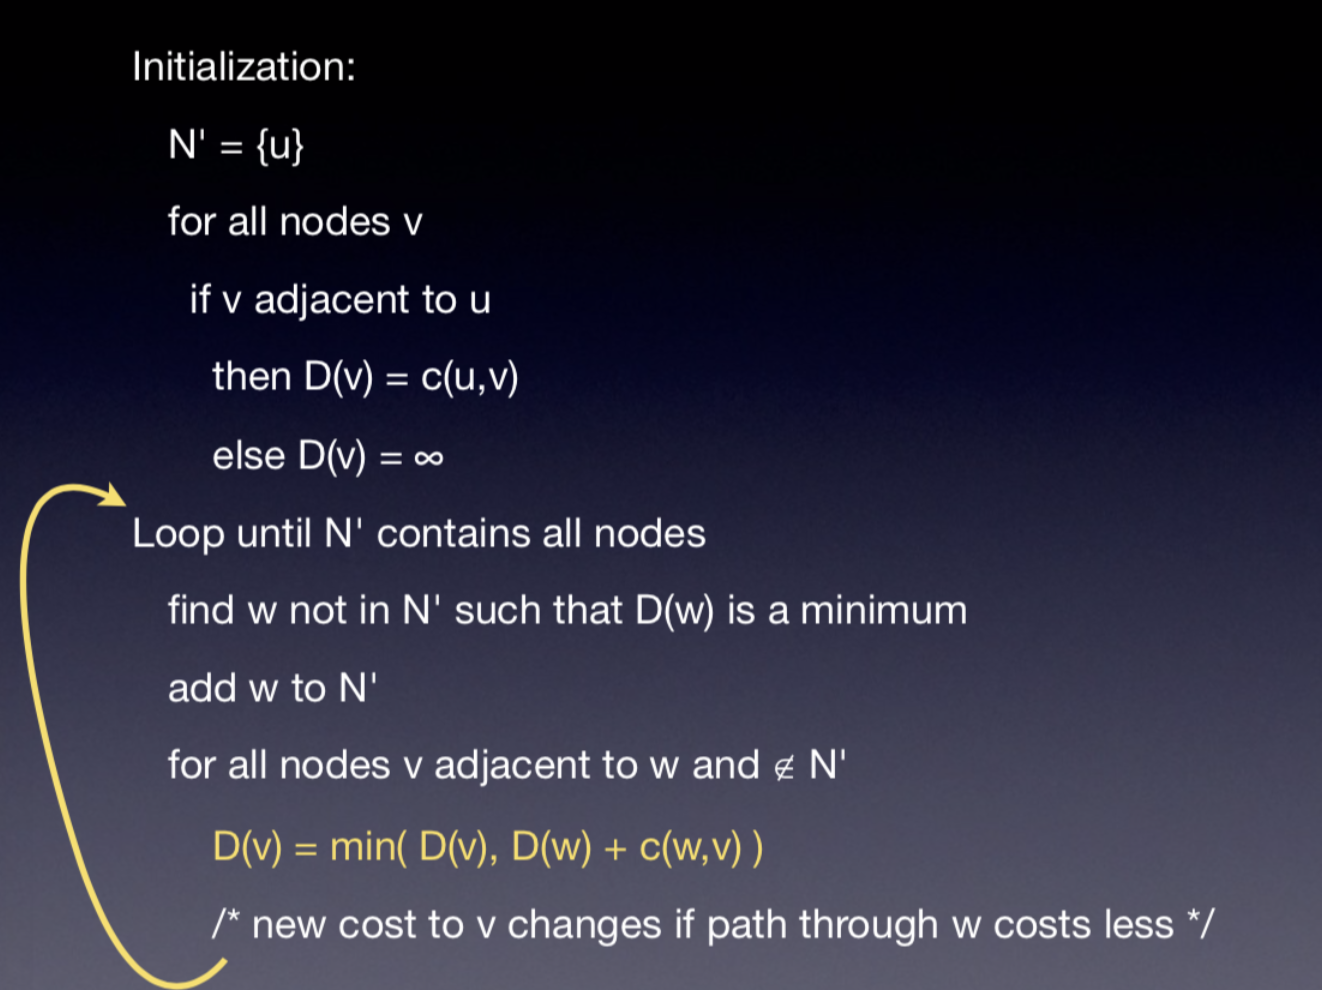 Initialization:
N' = {u}
for all nodes v
if v adjacent to u
then D(v) = c(u,v)
else D(v) = ∞
Loop until N' contains all nodes
find w not in N' such that D(w) is a minimum
add w to N'
for all nodes v adjacent to w and ∉ N'
D(v) = min( D(v), D(w) + c(w,v) )
/* new cost to v changes if path through w costs less */